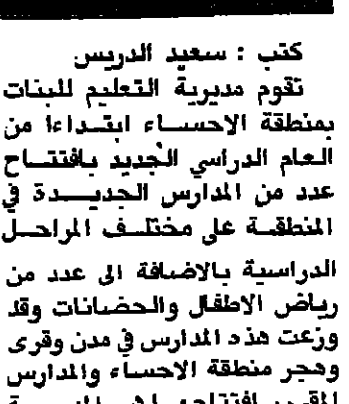 كتب : سعيد الدريس
تقوم مديرية التعليم للبنات
بمنطقة الاحساء ابتداءا من
العام الدراسي الجديد بافتتاح
عدد من المدارس الجديدة في
المنطقة على مختلف المراحل
الدراسية بالاضافة الى عدد من
رياض الاطفال والحضانات وقد
وزعت هذه المدارس في مدن وقرى
وهجر منطقة الاحساء والمدارس